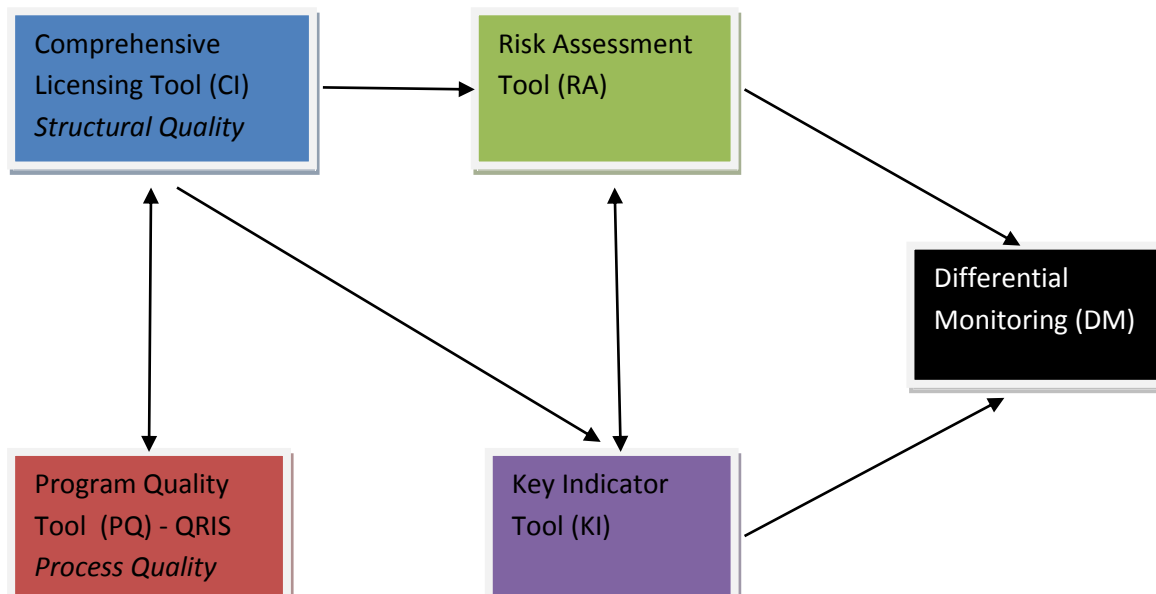 Comprehensive
Licensing Tool (CI)
Structural Quality
Risk Assessment
Tool (RA)
Differential
Monitoring (DM)
Program Quality
Tool  (PQ) - QRIS
Process Quality
Key Indicator
Tool (KI)